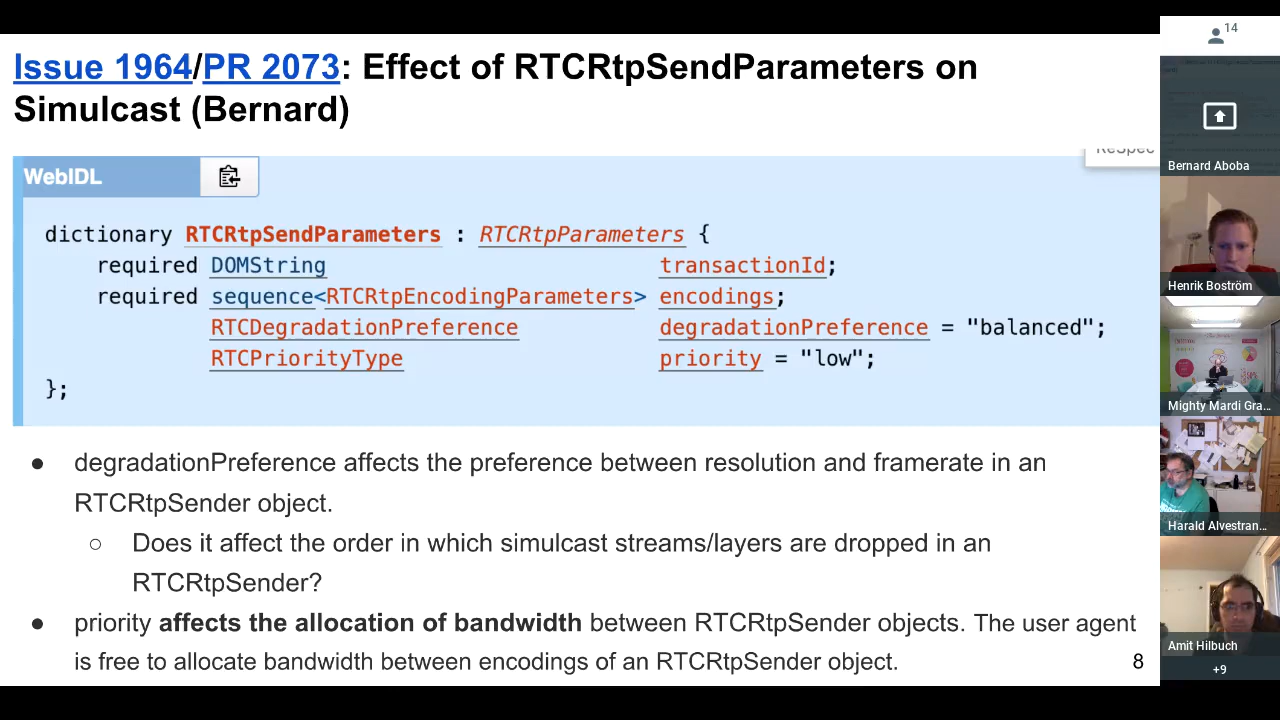 Issue 1964/PR 2073: Effect of RTCRtpSendParameters on
Simulcast (Bernard)
WebIDL
ReSpec
dictionary RTCRtpSendParameters : RTCRtpParameters {
required DOMString transactionId;
required sequence<RTCRtpEncodingParameters> encodings;
RTCDegradationPreference degradationPreference = "balanced";
RTCPriorityType priority = "low";
};
● degradationPreference affects the preference between resolution and framerate in an
RTCRtpSender object.
○ Does it affect the order in which simulcast streams/layers are dropped in an
RTCRtpSender?
● priority affects the allocation of bandwidth between RTCRtpSender objects. The user agent
is free to allocate bandwidth between encodings of an RTCRtpSender object.
8
14
Bernard Aboba
Henrik Boström
Mighty Mardi Gra...
Harald Alvestran...
Amit Hilbuch
+9